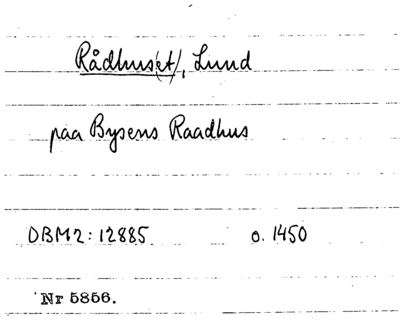 Rådhus(et), Lund
paa Bysens Raadhus
DBM2:12885 o. 1450
Nr 5856.